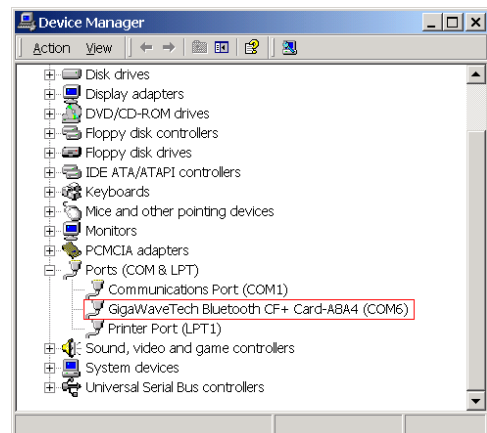 Device Manager
Action View
Disk drives
Display adapters
DVD/CD-ROM drives
Floppy disk controllers
Floppy disk drives
IDE ATA/ATAPI controllers
Keyboards
Mice and other pointing devices
Monitors
PCMCIA adapters
Ports (COM & LPT)
Communications Port (COM1)
GigaWaveTech Bluetooth CF+ Card-A8A4 (COM6)
Printer Port (LPT1)
Sound, video and game controllers
System devices
Universal Serial Bus controllers